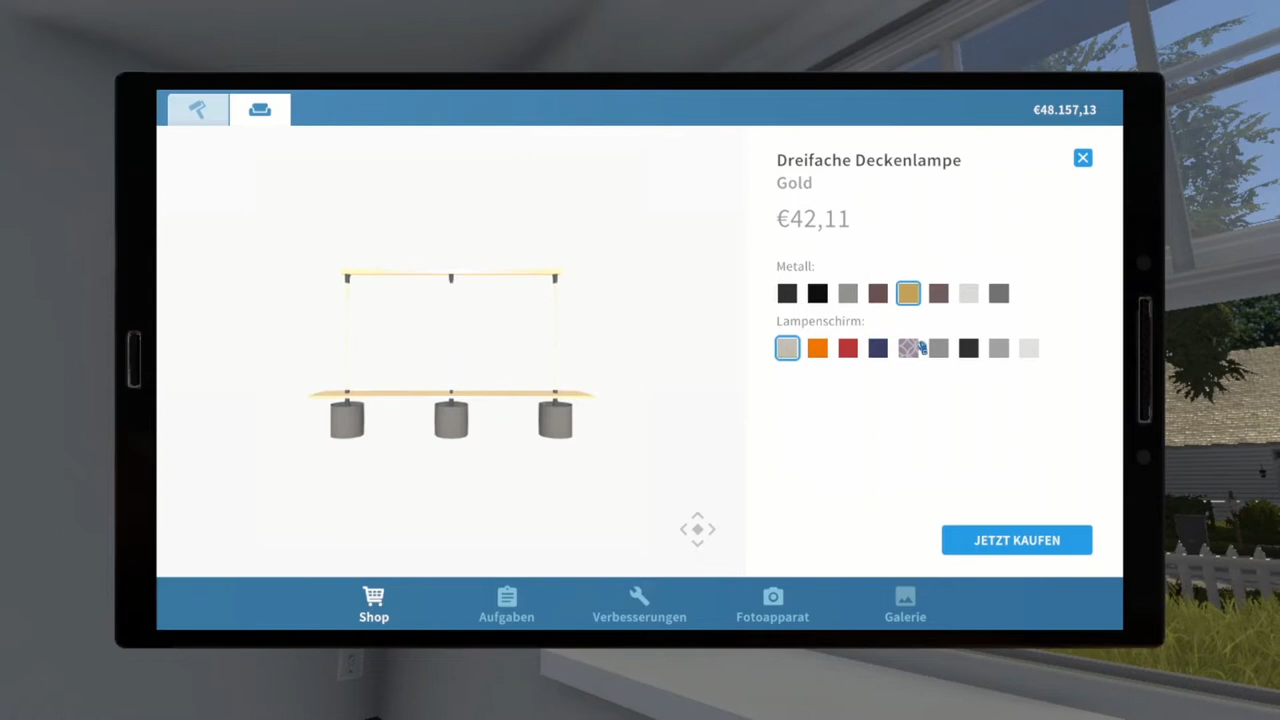 €48.157,13
Dreifache Deckenlampe
Gold
€42,11
Metall:
Lampenschirm:
JETZT KAUFEN
Shop
Aufgaben
Verbesserungen
Fotoapparat
Galerie